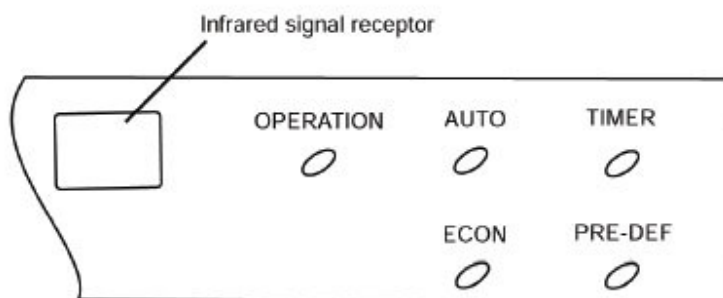 Infrared signal receptor
OPERATION AUTO TIMER
ECON PRE-DEF